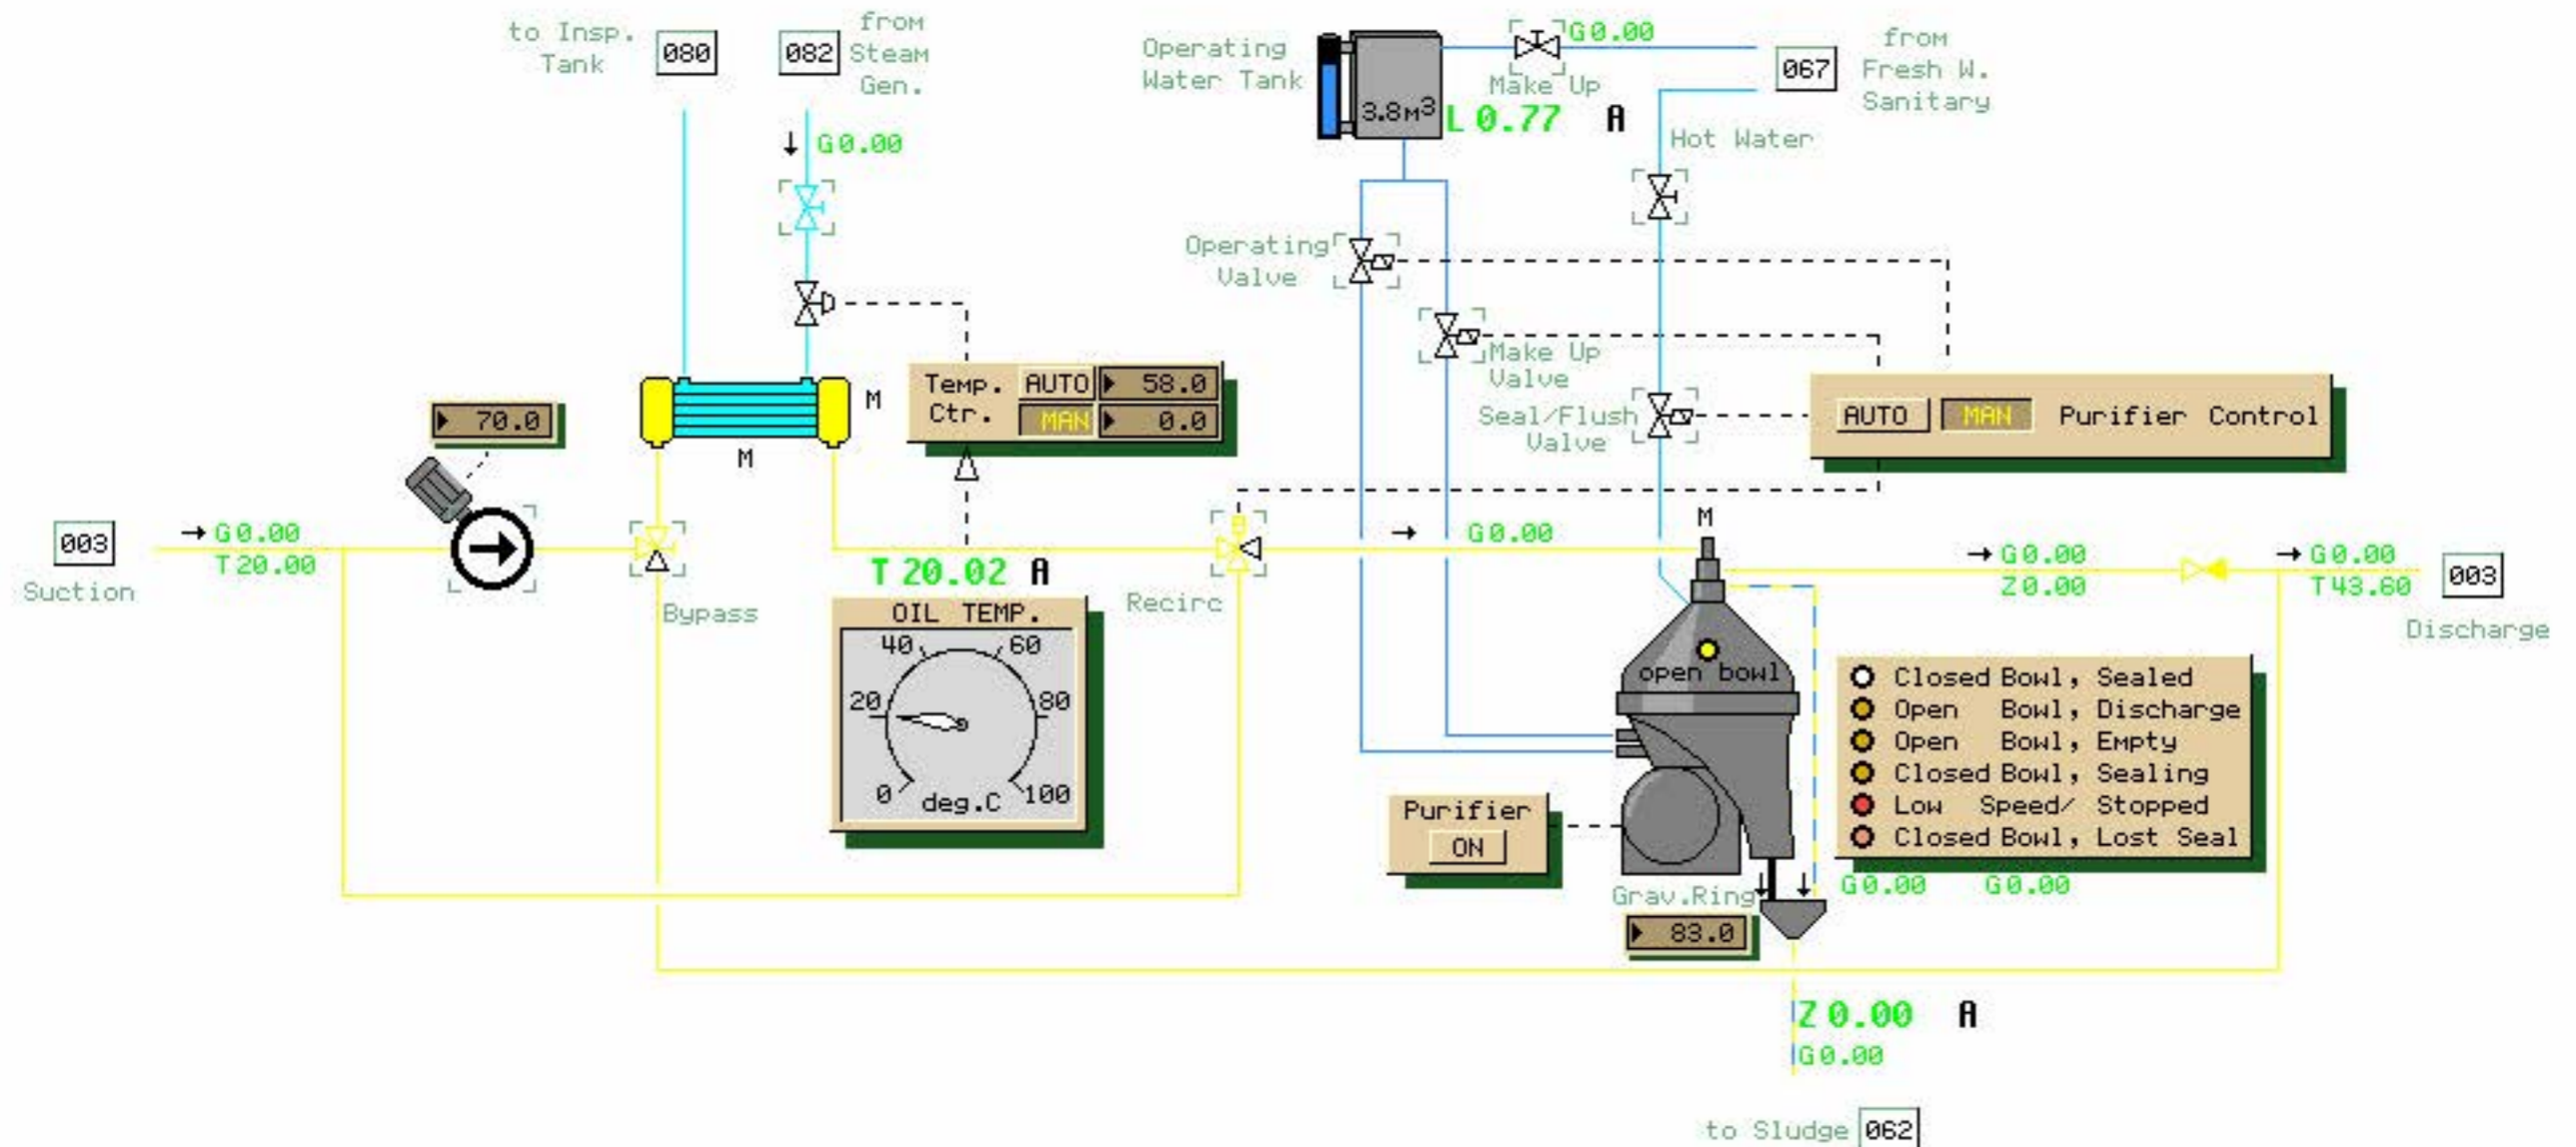 to Insp.
Tank
080
082
from
Steam
Gen.
G0.00
Operating
Water Tank
3.8м3
L 0.77 A
G0.00
Make Up
067
from
Fresh W.
Sanitary
Hot Water
Operating
Valve
Make Up
Valve
Seal/Flush
Valve
70.0
M
M
Temp.
Ctr.
AUTO 58.0
MAN 0.0
AUTO MAN Purifier Control
003
Suction
G0.00
T20.00
Bypass
T 20.02 A
Recirc
G0.00
M
G0.00
Z0.00
G0.00
T43.60
003
Discharge
OIL TEMP.
0
20
40
60
80
100
deg.C
open bowl
Closed Bowl, Sealed
Open Bowl, Discharge
Open Bowl, Empty
Closed Bowl, Sealing
Low Speed/ Stopped
Closed Bowl, Lost Seal
Purifier
ON
G0.00 G0.00
Grav.Ring
83.0
Z 0.00 A
G0.00
to Sludge 062